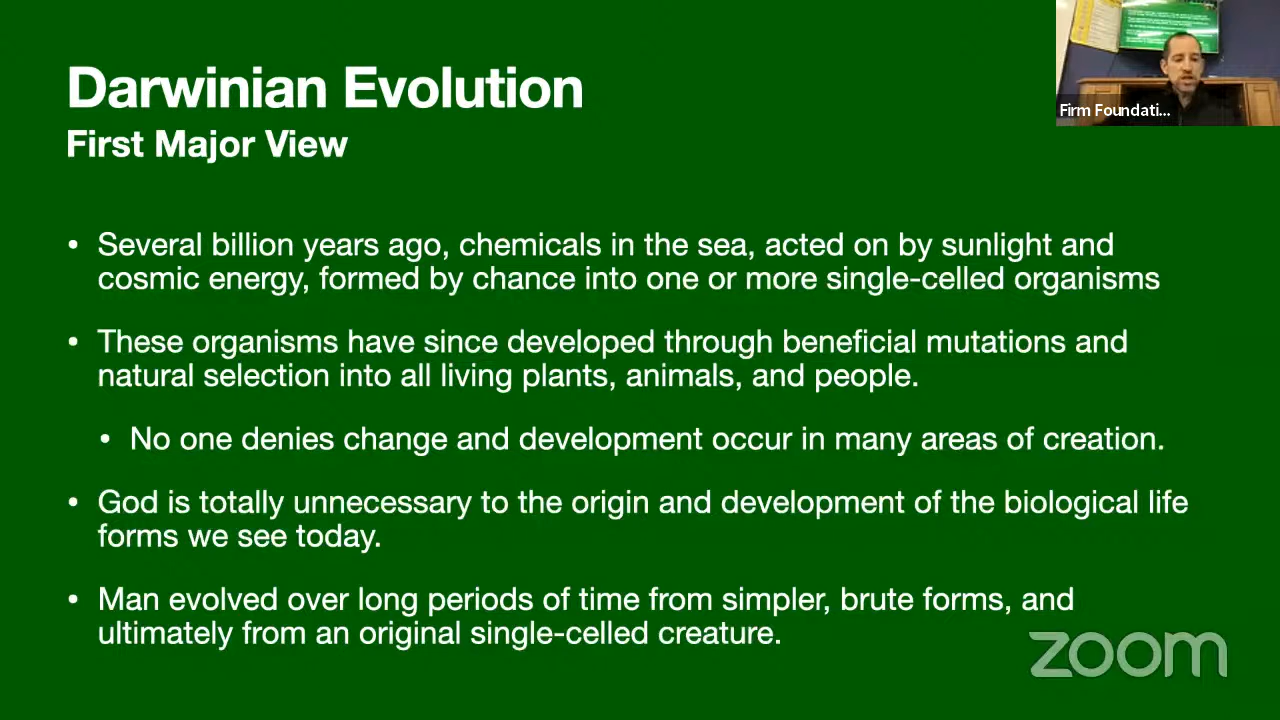 Darwinian Evolution
First Major View
Firm Foundati...
• Several billion years ago, chemicals in the sea, acted on by sunlight and
cosmic energy, formed by chance into one or more single-celled organisms
• These organisms have since developed through beneficial mutations and
natural selection into all living plants, animals, and people.
• No one denies change and development occur in many areas of creation.
• God is totally unnecessary to the origin and development of the biological life
forms we see today.
• Man evolved over long periods of time from simpler, brute forms, and
ultimately from an original single-celled creature.
zoom